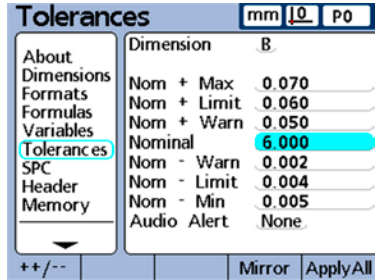 Tolerances mm 10 P0
About
Dimensions
Formats
Formulas
Variables
Tolerances
SPC
Header
Memory
Dimension B
Nom + Max 0.070
Nom + Limit 0.060
Nom + Warn 0.050
Nominal 6.000
Nom - Warn 0.002
Nom - Limit 0.004
Nom - Min 0.005
Audio Alert None
++/-- Mirror ApplyAll